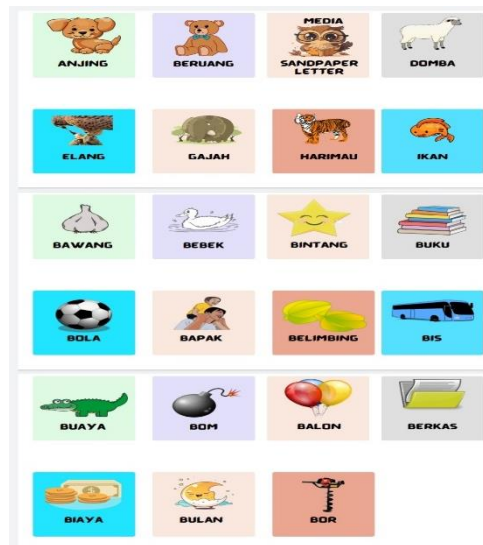 ANJING
BERUANG
MEDIA
SANDPAPER
LETTER
DOMBA
ELANG
GAJAH
HARIMAU
IKAN
BAWANG
BEBEK
BINTANG
BUKU
BOLA
BAPAK
BELIMBING
BIS
BUAYA
BOM
BALON
BERKAS
BIAYA
BULAN
BOR